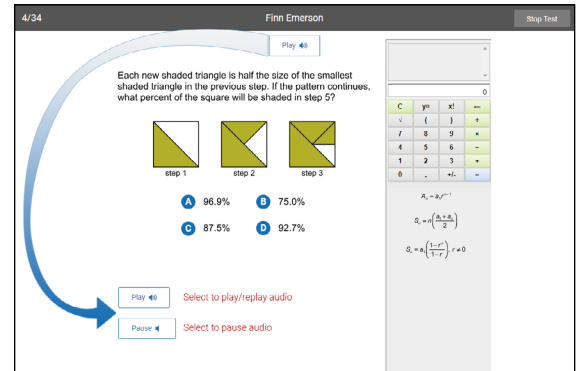 4/34
Finn Emerson
Stop Test
Play
Each new shaded triangle is half the size of the smallest
shaded triangle in the previous step. If the pattern continues,
what percent of the square will be shaded in step 5?
step 1 step 2 step 3
A 96.9% B 75.0%
C 87.5% D 92.7%
Play Select to play/replay audio
Pause Select to pause audio
0
C yⁿ x! ←
√ ( ) ÷
7 8 9 ×
4 5 6 −
1 2 3 +
0 . +/- =
Aₙ = a₁rⁿ⁻¹
Sₙ = n((a₁ + aₙ)/2)
Sₙ = a₁((1−rⁿ)/(1−r)), r ≠ 0